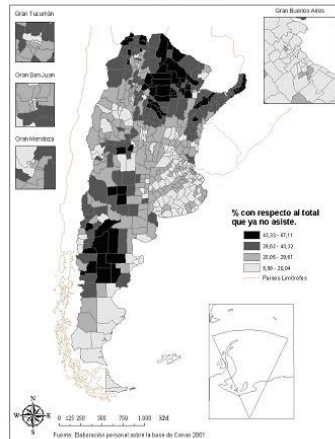 Gran Tucumán
Gran Buenos Aires
Gran San Juan
Gran Mendoza
% con respecto al total
que ya no asiste.
43,33 - 67,11
29,62 - 43,32
20,05 - 29,61
5,99 - 20,04
Países Limítrofes
N
W
E
S
0 125 250 500 750 1.000 Km
Fuente: Elaboración personal sobre la base de Censo 2001